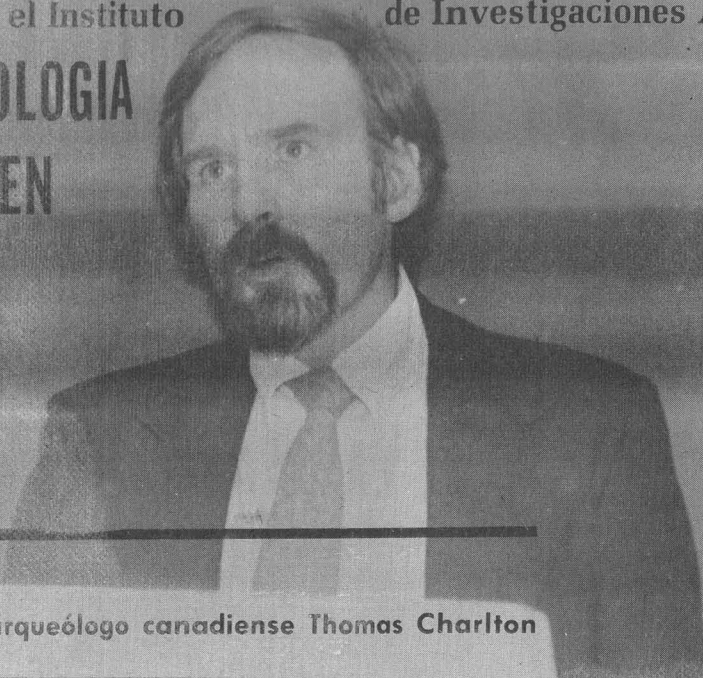 el Instituto de Investigaciones
OLOGIA
EN
rqueólogo canadiense Thomas Charlton